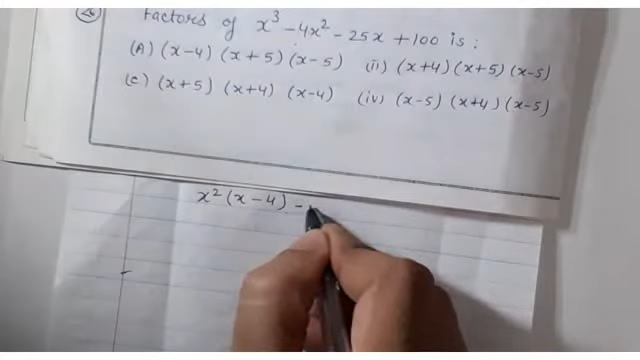 Factors of x³ - 4x² - 25x + 100 is :
(A) (x-4) (x+5) (x-5) (ii) (x+4) (x+5) (x-5)
(c) (x+5) (x+4) (x-4) (iv) (x-5) (x+4) (x-5)
x² (x-4) -